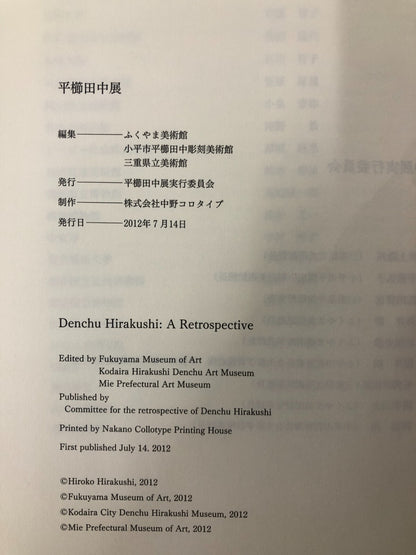 平櫛田中展
編集────ふくやま美術館
小平市平櫛田中彫刻美術館
三重県立美術館
発行────平櫛田中展実行委員会
制作────株式会社中野コロタイプ
発行日────2012年7月14日
Denchu Hirakushi: A Retrospective
Edited by Fukuyama Museum of Art
Kodaira Hirakushi Denchu Art Museum
Mie Prefectural Art Museum
Published by
Committee for the retrospective of Denchu Hirakushi
Printed by Nakano Collotype Printing House
First published July 14. 2012
©Hiroko Hirakushi, 2012
©Fukuyama Museum of Art, 2012
©Kodaira City Denchu Hirakushi Museum, 2012
©Mie Prefectural Museum of Art, 2012